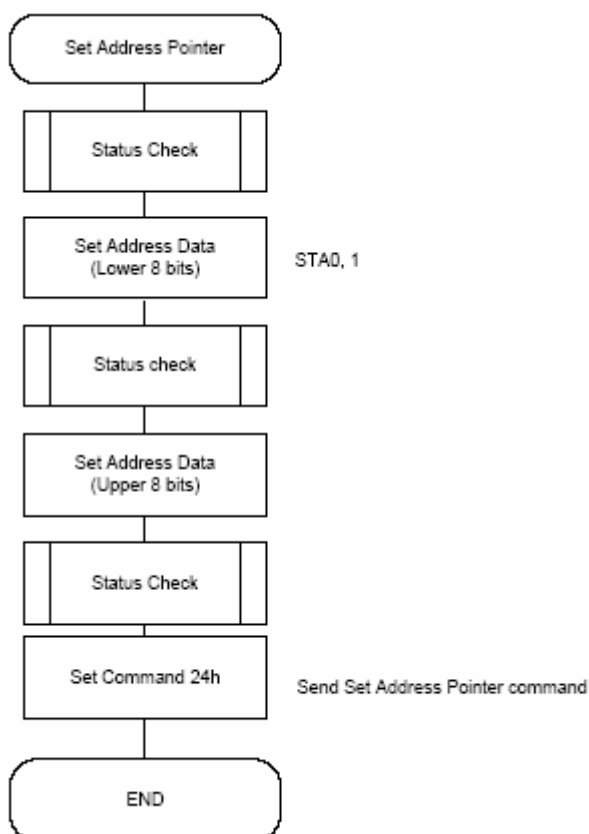 Set Address Pointer
Status Check
Set Address Data
(Lower 8 bits)
STA0, 1
Status check
Set Address Data
(Upper 8 bits)
Status Check
Set Command 24h
Send Set Address Pointer command
END